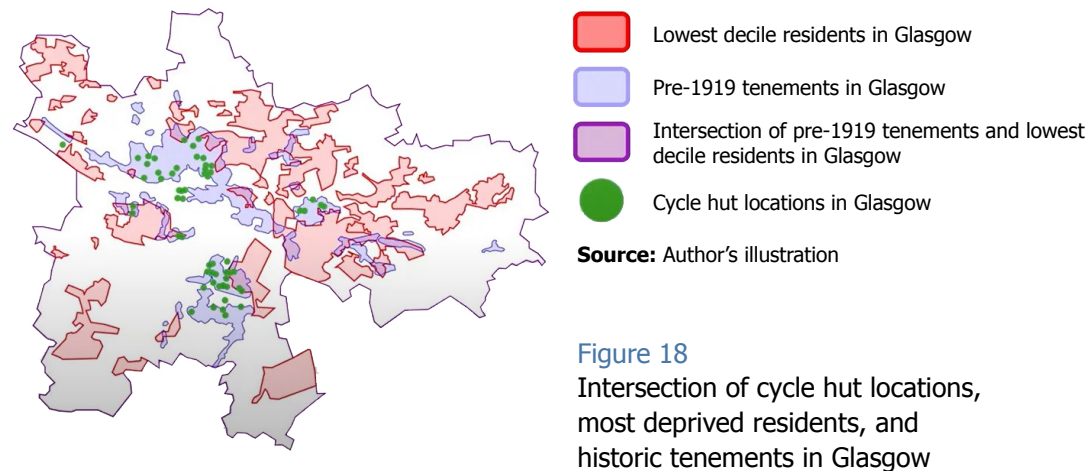 Lowest decile residents in Glasgow
Pre-1919 tenements in Glasgow
Intersection of pre-1919 tenements and lowest
decile residents in Glasgow
Cycle hut locations in Glasgow
Source: Author’s illustration
Figure 18
Intersection of cycle hut locations,
most deprived residents, and
historic tenements in Glasgow